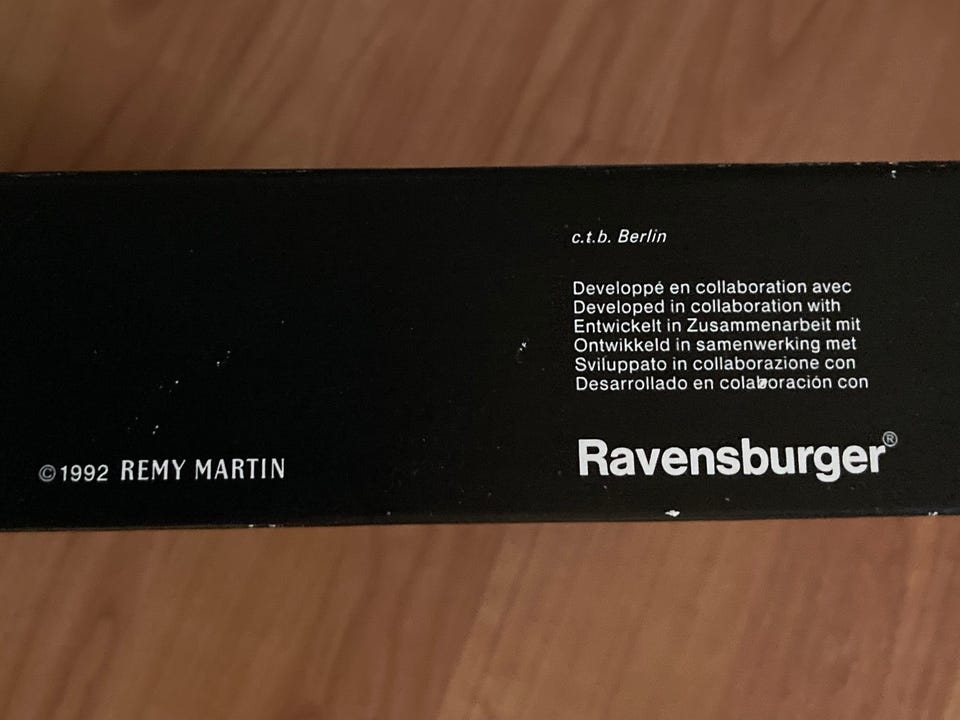 c.t.b. Berlin
Developpé en collaboration avec
Developed in collaboration with
Entwickelt in Zusammenarbeit mit
Ontwikkeld in samenwerking met
Sviluppato in collaborazione con
Desarrollado en colaboración con
Ravensburger®
©1992 REMY MARTIN